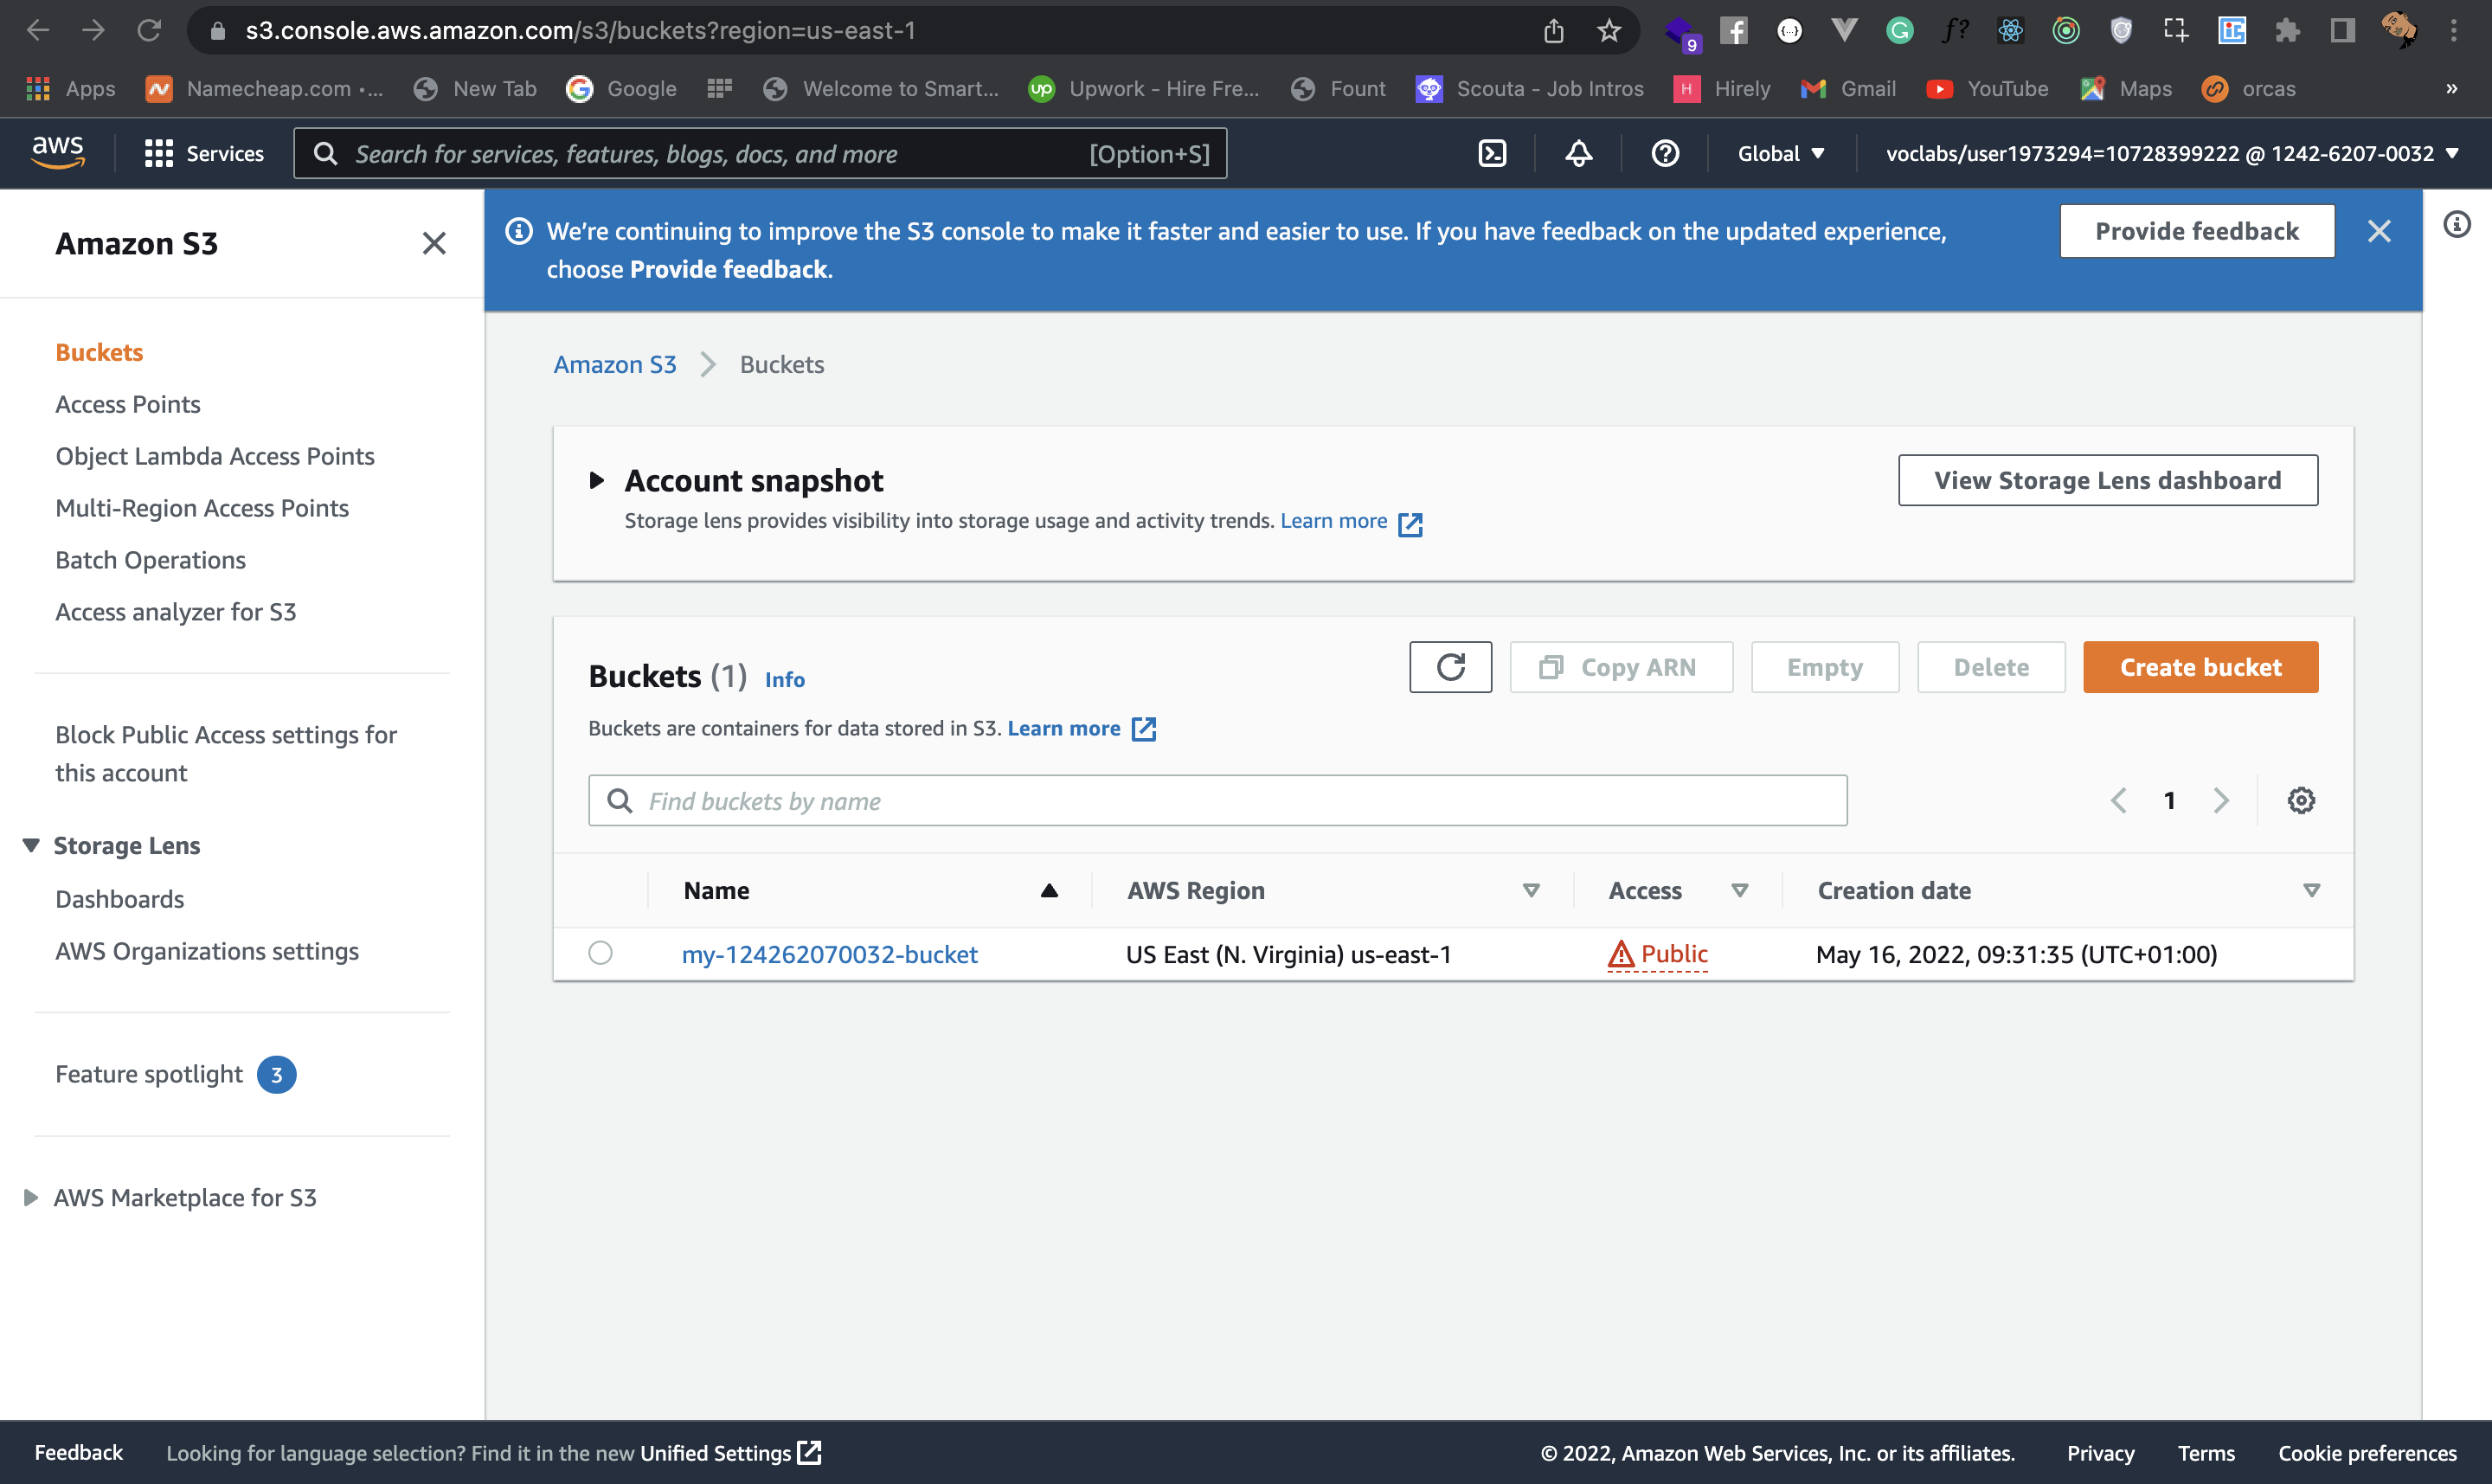 s3.console.aws.amazon.com/s3/buckets?region=us-east-1
9
Apps
Namecheap.com • ...
New Tab
Google
Welcome to Smart...
Upwork - Hire Fre...
Fount
Scouta - Job Intros
Hirely
Gmail
YouTube
Maps
orcas
»
aws
Services
Search for services, features, blogs, docs, and more
[Option+S]
Global
voclabs/user1973294=10728399222 @ 1242-6207-0032
Amazon S3
Buckets
Access Points
Object Lambda Access Points
Multi-Region Access Points
Batch Operations
Access analyzer for S3
Block Public Access settings for
this account
Storage Lens
Dashboards
AWS Organizations settings
Feature spotlight 3
AWS Marketplace for S3
We’re continuing to improve the S3 console to make it faster and easier to use. If you have feedback on the updated experience,
choose Provide feedback.
Provide feedback
Amazon S3
Buckets
Account snapshot
Storage lens provides visibility into storage usage and activity trends. Learn more
View Storage Lens dashboard
Buckets (1) Info
Buckets are containers for data stored in S3. Learn more
Copy ARN
Empty
Delete
Create bucket
Find buckets by name
1
Name
AWS Region
Access
Creation date
my-124262070032-bucket
US East (N. Virginia) us-east-1
Public
May 16, 2022, 09:31:35 (UTC+01:00)
Feedback
Looking for language selection? Find it in the new Unified Settings
© 2022, Amazon Web Services, Inc. or its affiliates.
Privacy
Terms
Cookie preferences